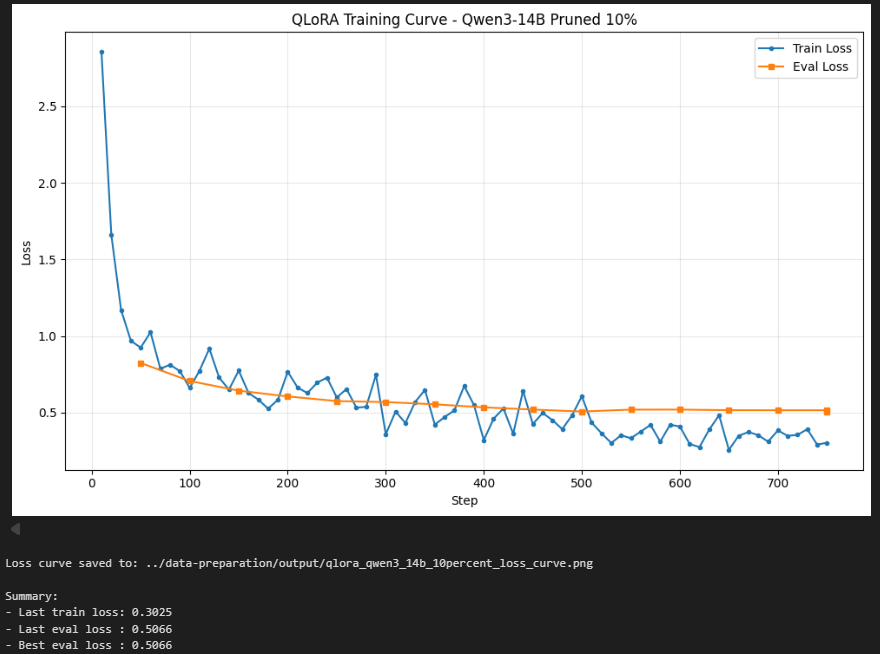 QLoRA Training Curve - Qwen3-14B Pruned 10%
Train Loss
Eval Loss
2.5
2.0
1.5
1.0
0.5
Loss
0 100 200 300 400 500 600 700
Step
Loss curve saved to: ../data-preparation/output/qlora_qwen3_14b_10percent_loss_curve.png
Summary:
- Last train loss: 0.3025
- Last eval loss : 0.5066
- Best eval loss : 0.5066